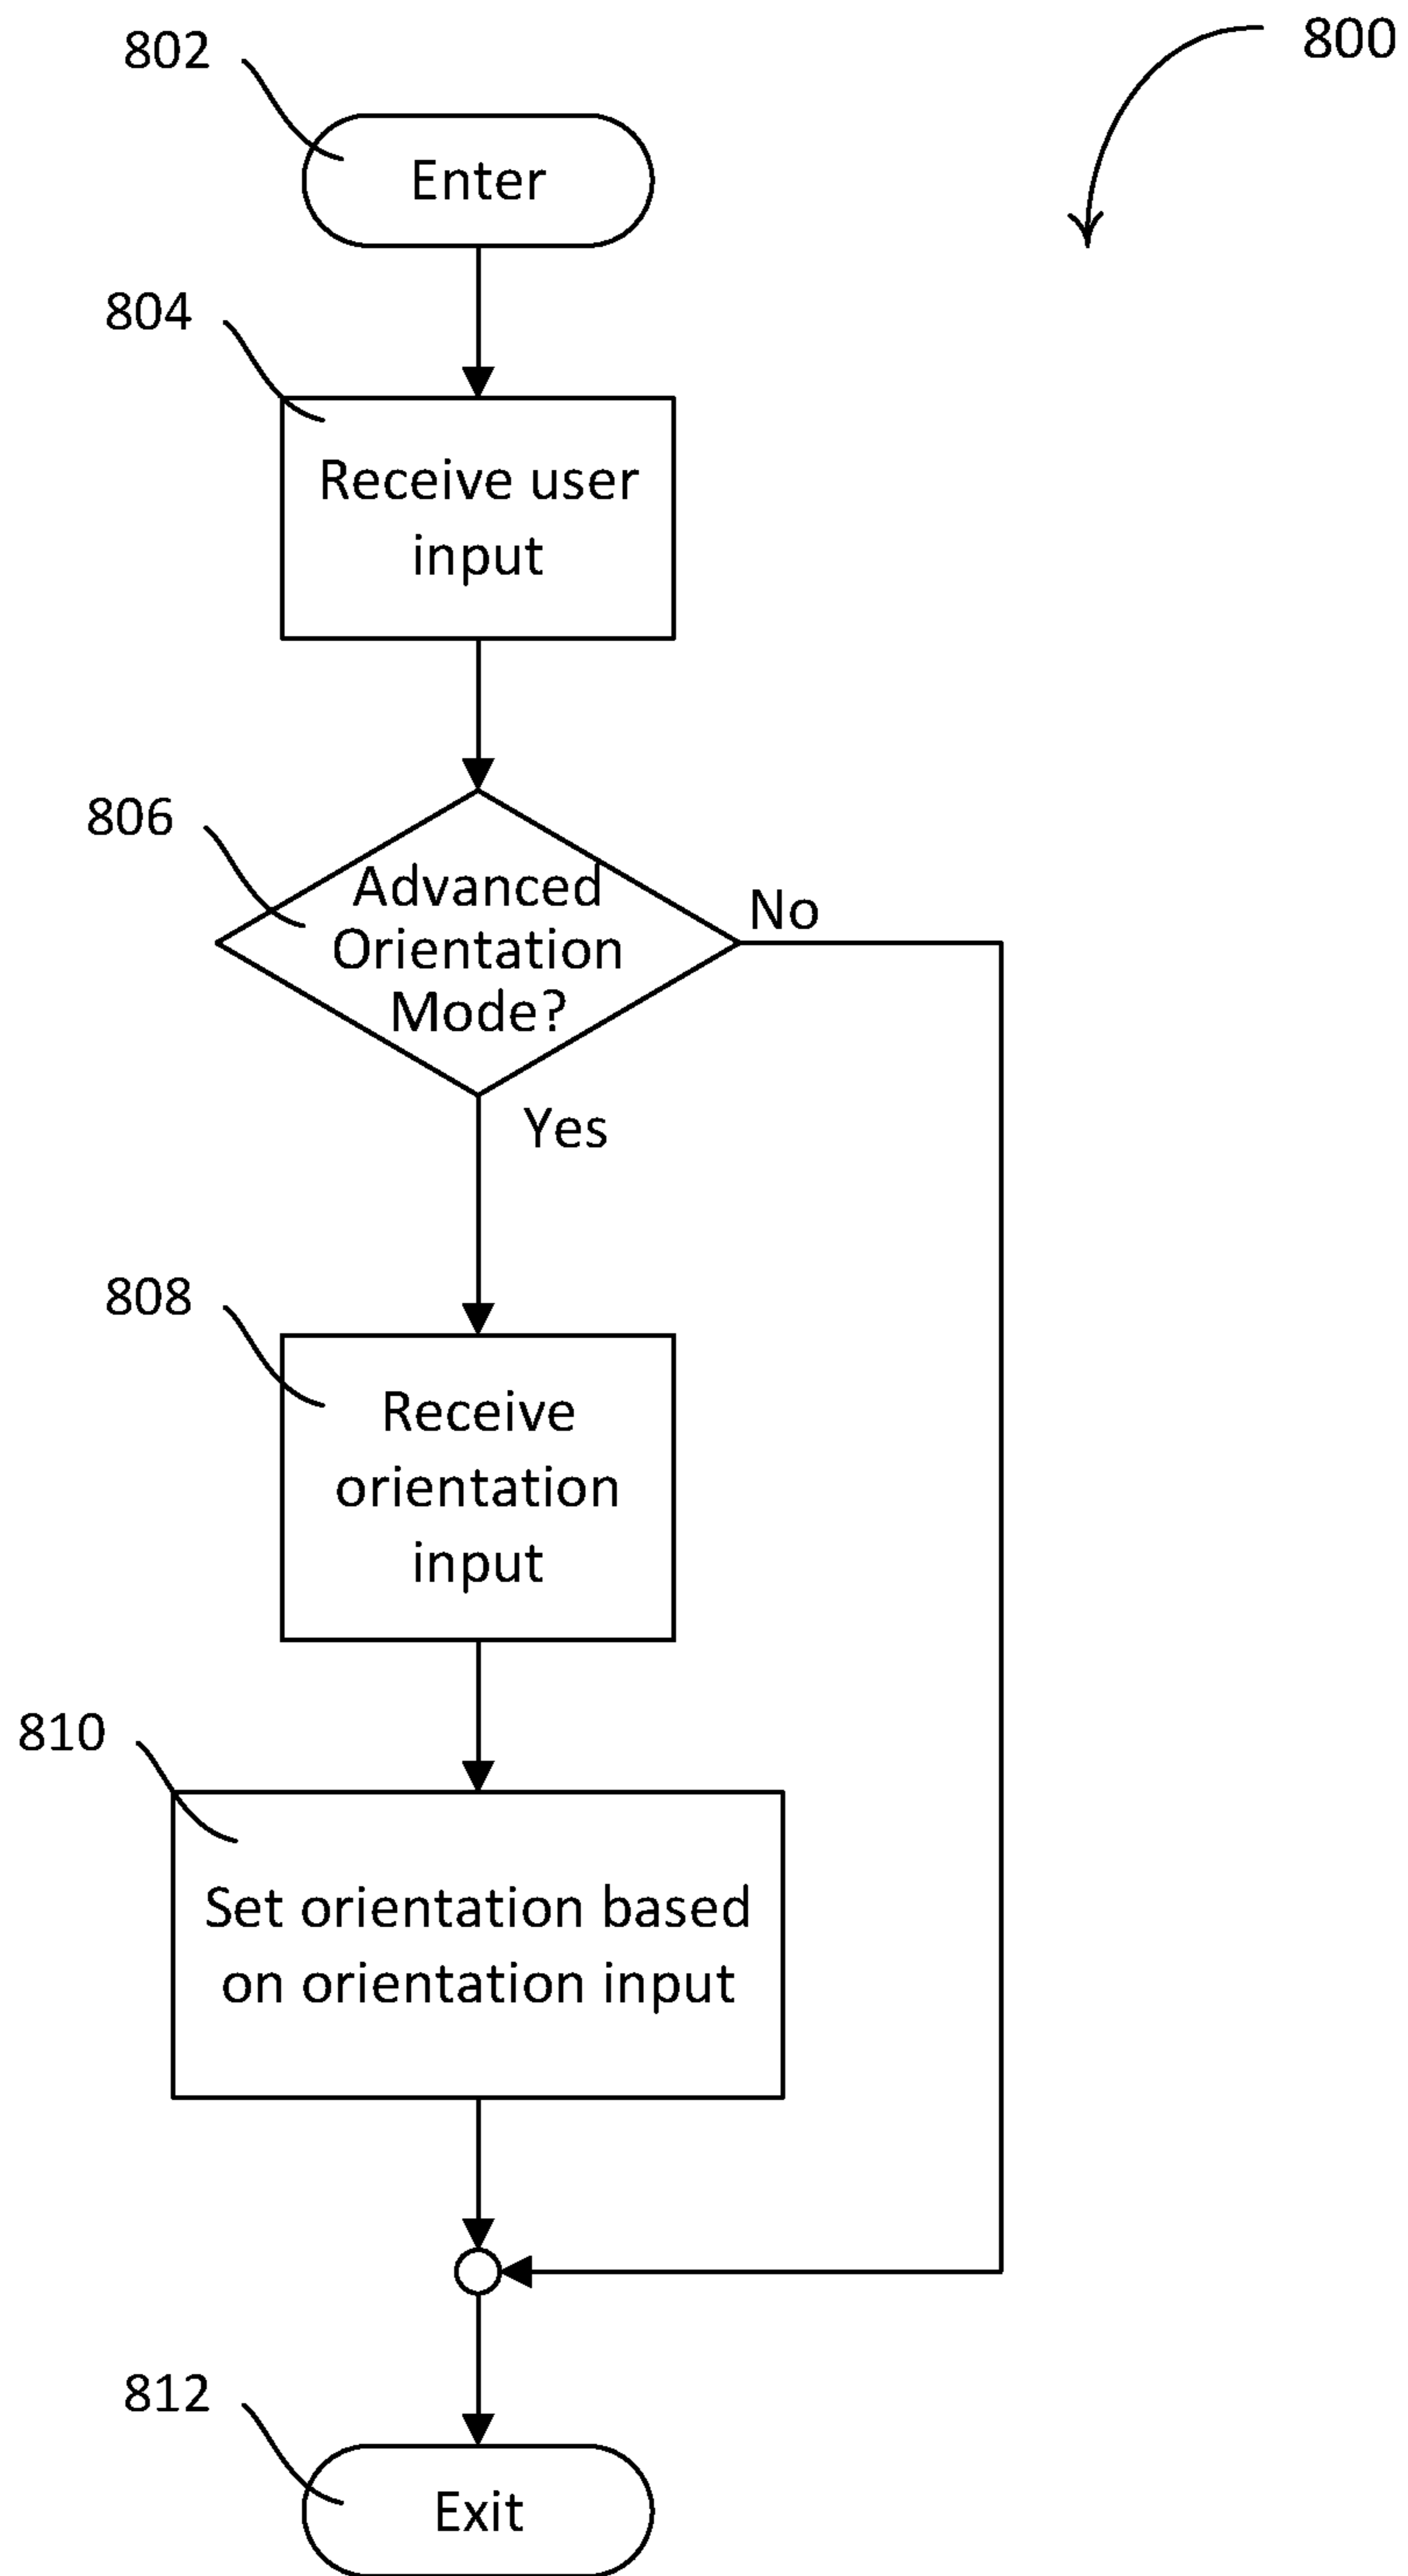 802
800
Enter
804
Receive user
input
806
Advanced
Orientation
Mode?
No
Yes
808
Receive
orientation
input
810
Set orientation based
on orientation input
812
Exit